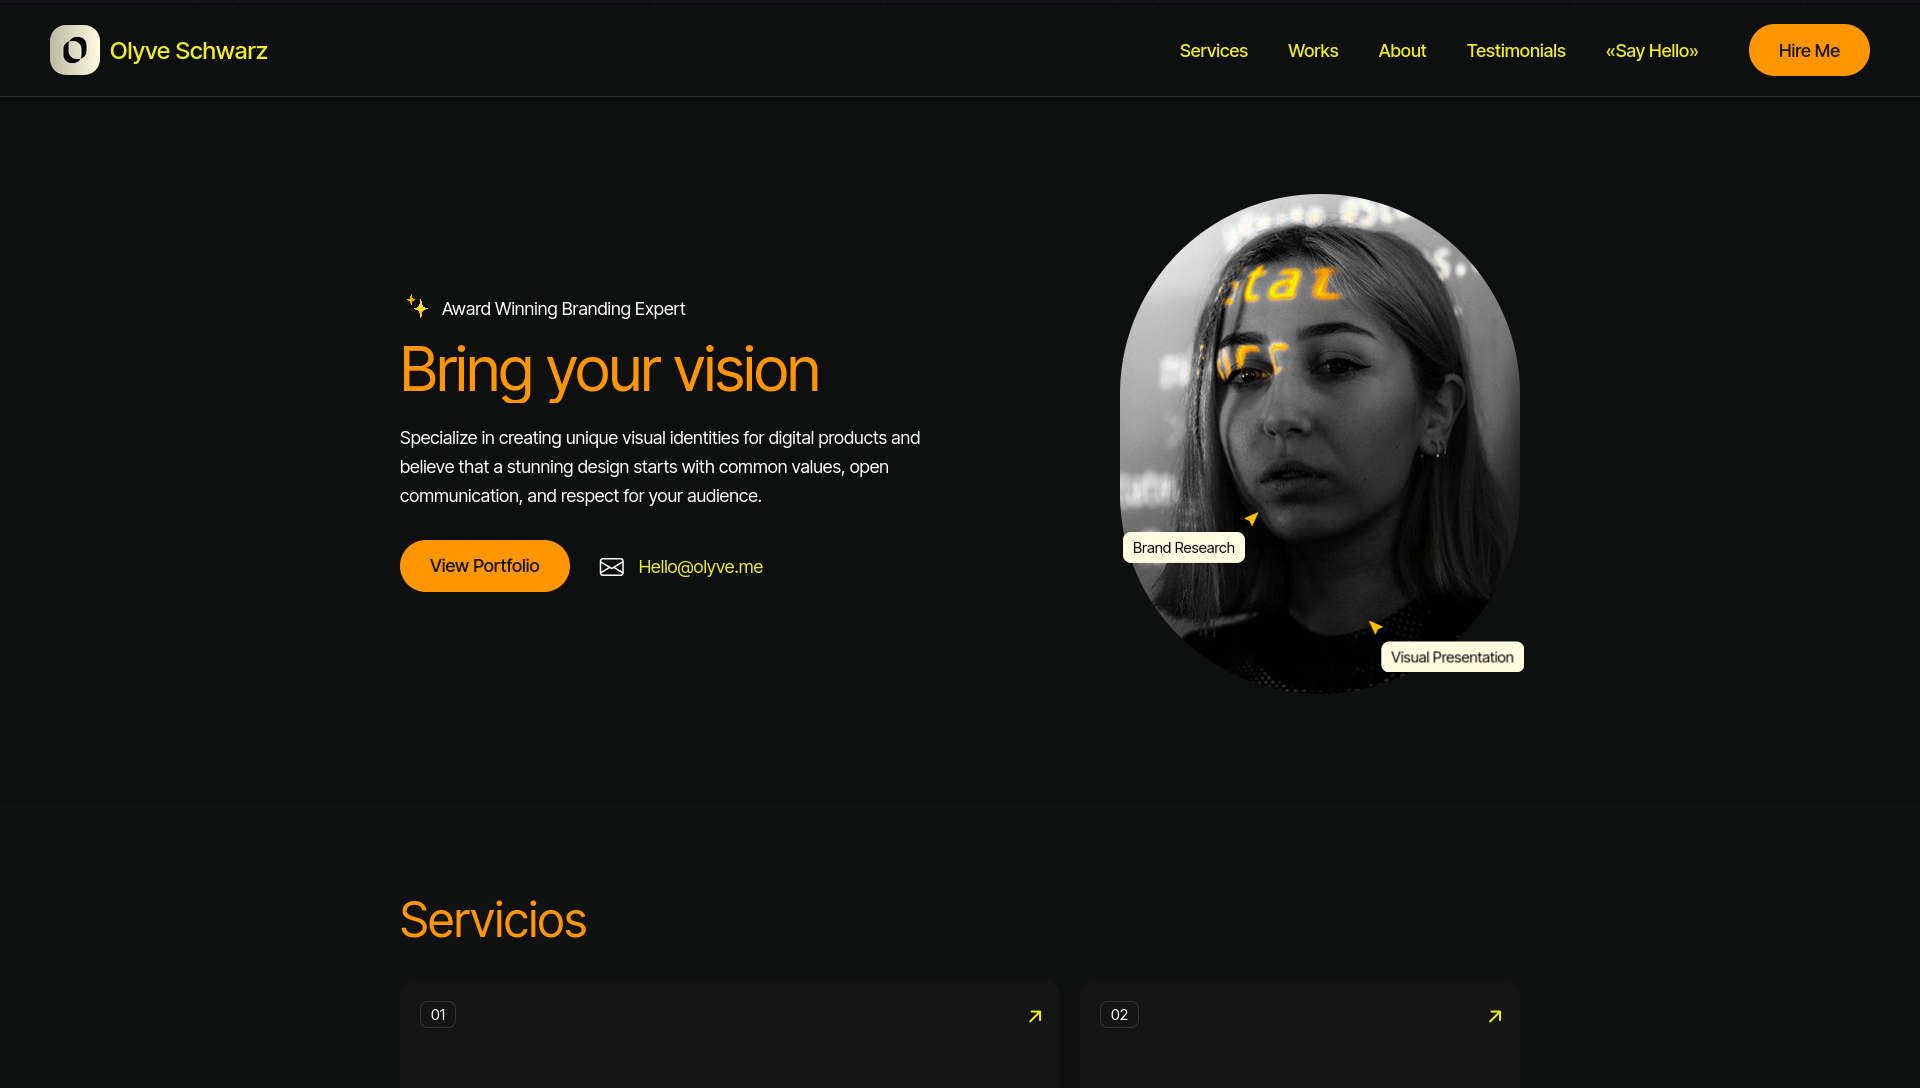 Olyve Schwarz
Services
Works
About
Testimonials
«Say Hello»
Hire Me
Award Winning Branding Expert
Bring your vision
Specialize in creating unique visual identities for digital products and
believe that a stunning design starts with common values, open
communication, and respect for your audience.
View Portfolio
Hello@olyve.me
Brand Research
Visual Presentation
Servicios
01
02